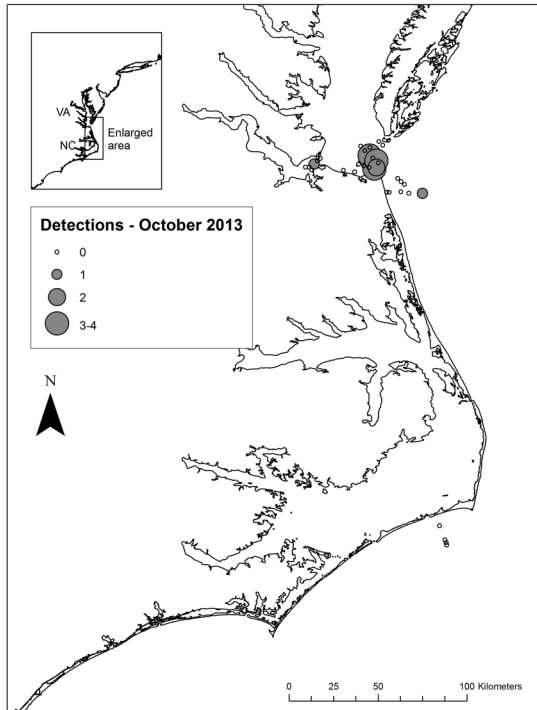 VA
NC
Enlarged
area
Detections - October 2013
0
1
2
3-4
N
0 25 50 100 Kilometers